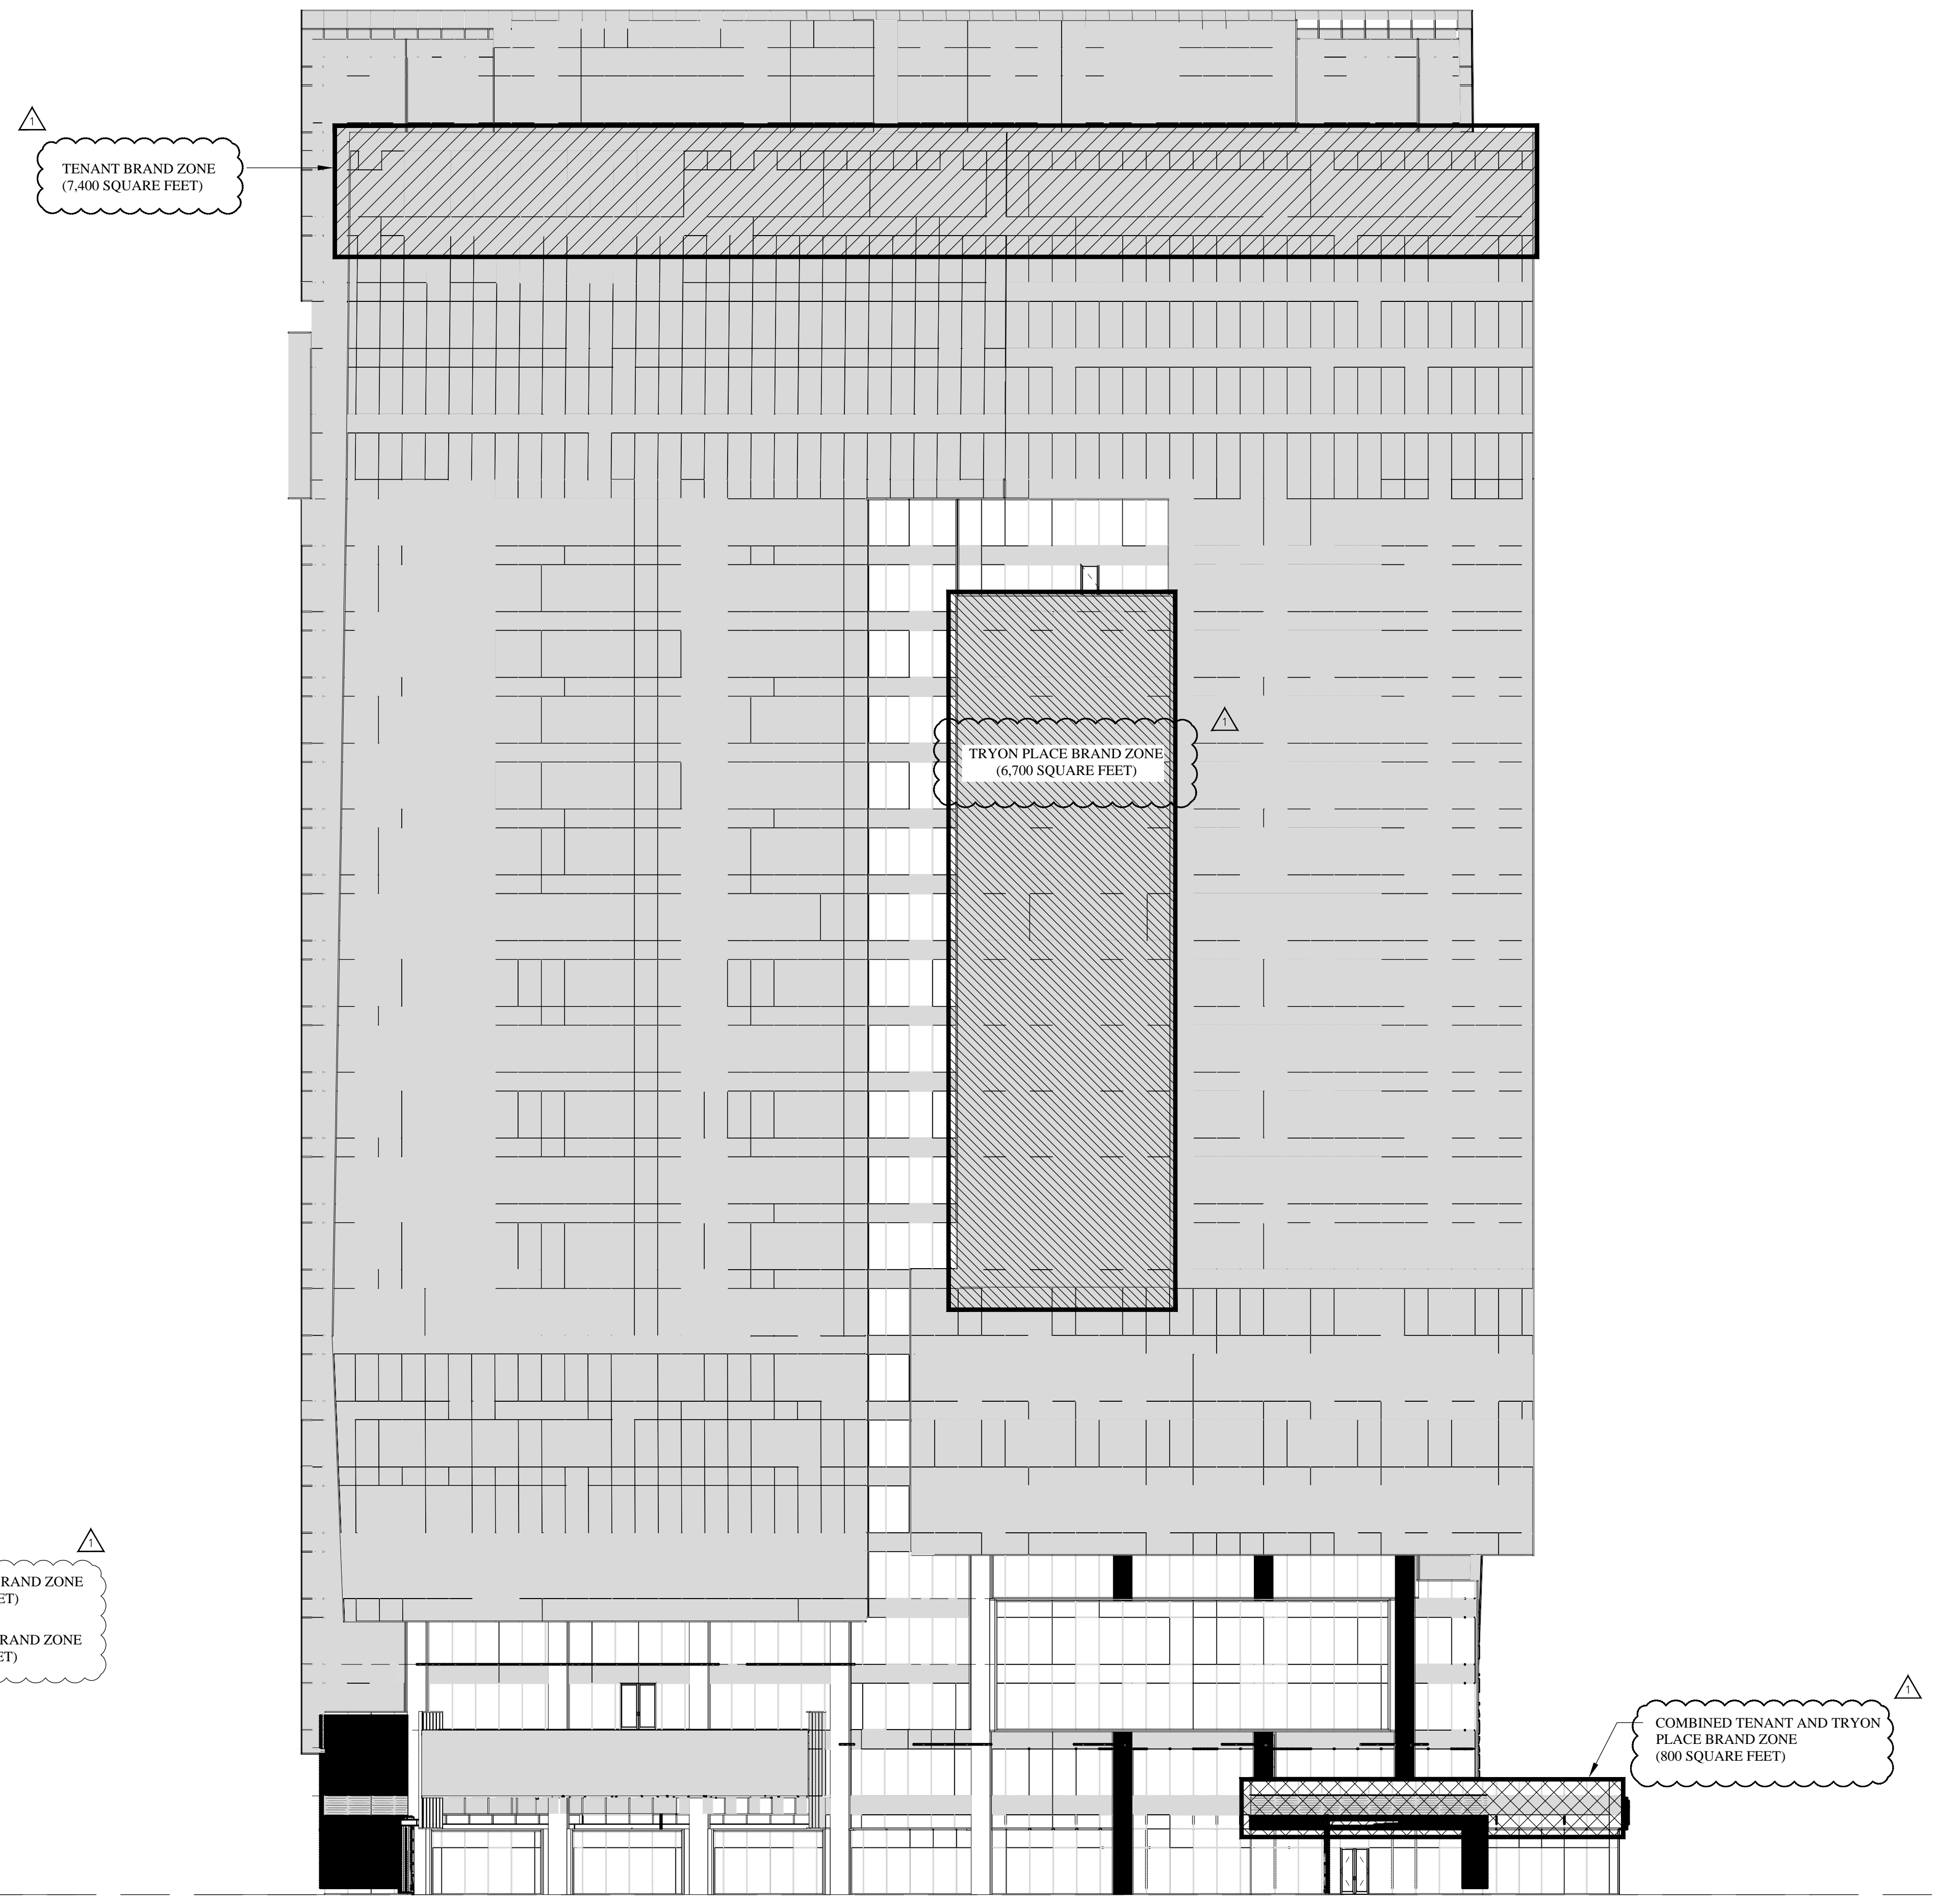 1
TENANT BRAND ZONE
(7,400 SQUARE FEET)
1
TRYON PLACE BRAND ZONE
(6,700 SQUARE FEET)
1
RAND ZONE
ET)
RAND ZONE
ET)
1
COMBINED TENANT AND TRYON
PLACE BRAND ZONE
(800 SQUARE FEET)